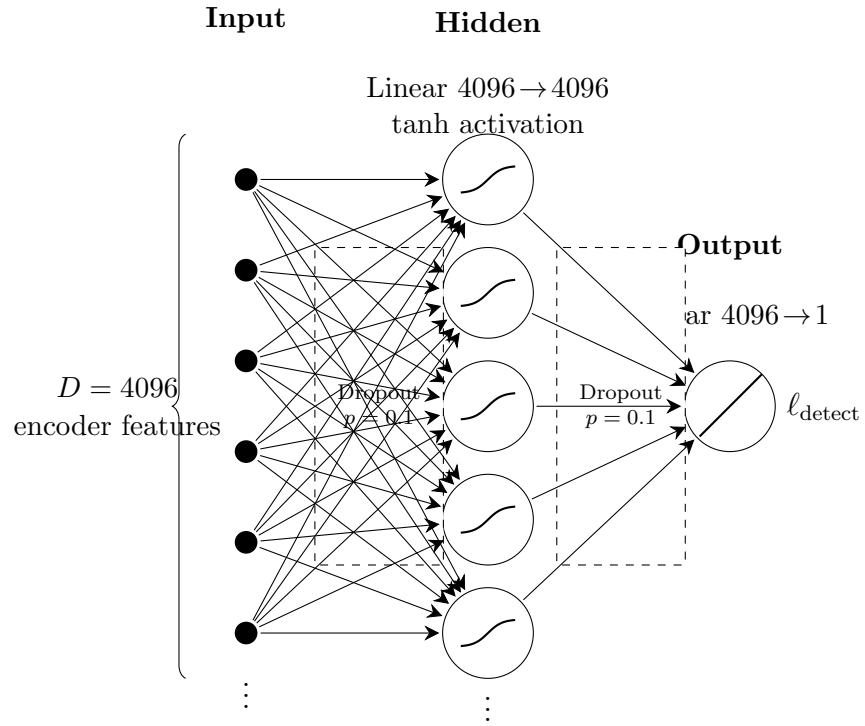 Input
Hidden
Linear 4096→4096
tanh activation
Output
ar 4096→1
D = 4096
encoder features
Dropout
p = 0.1
Dropout
p = 0.1
ℓdetect
⋮
⋮